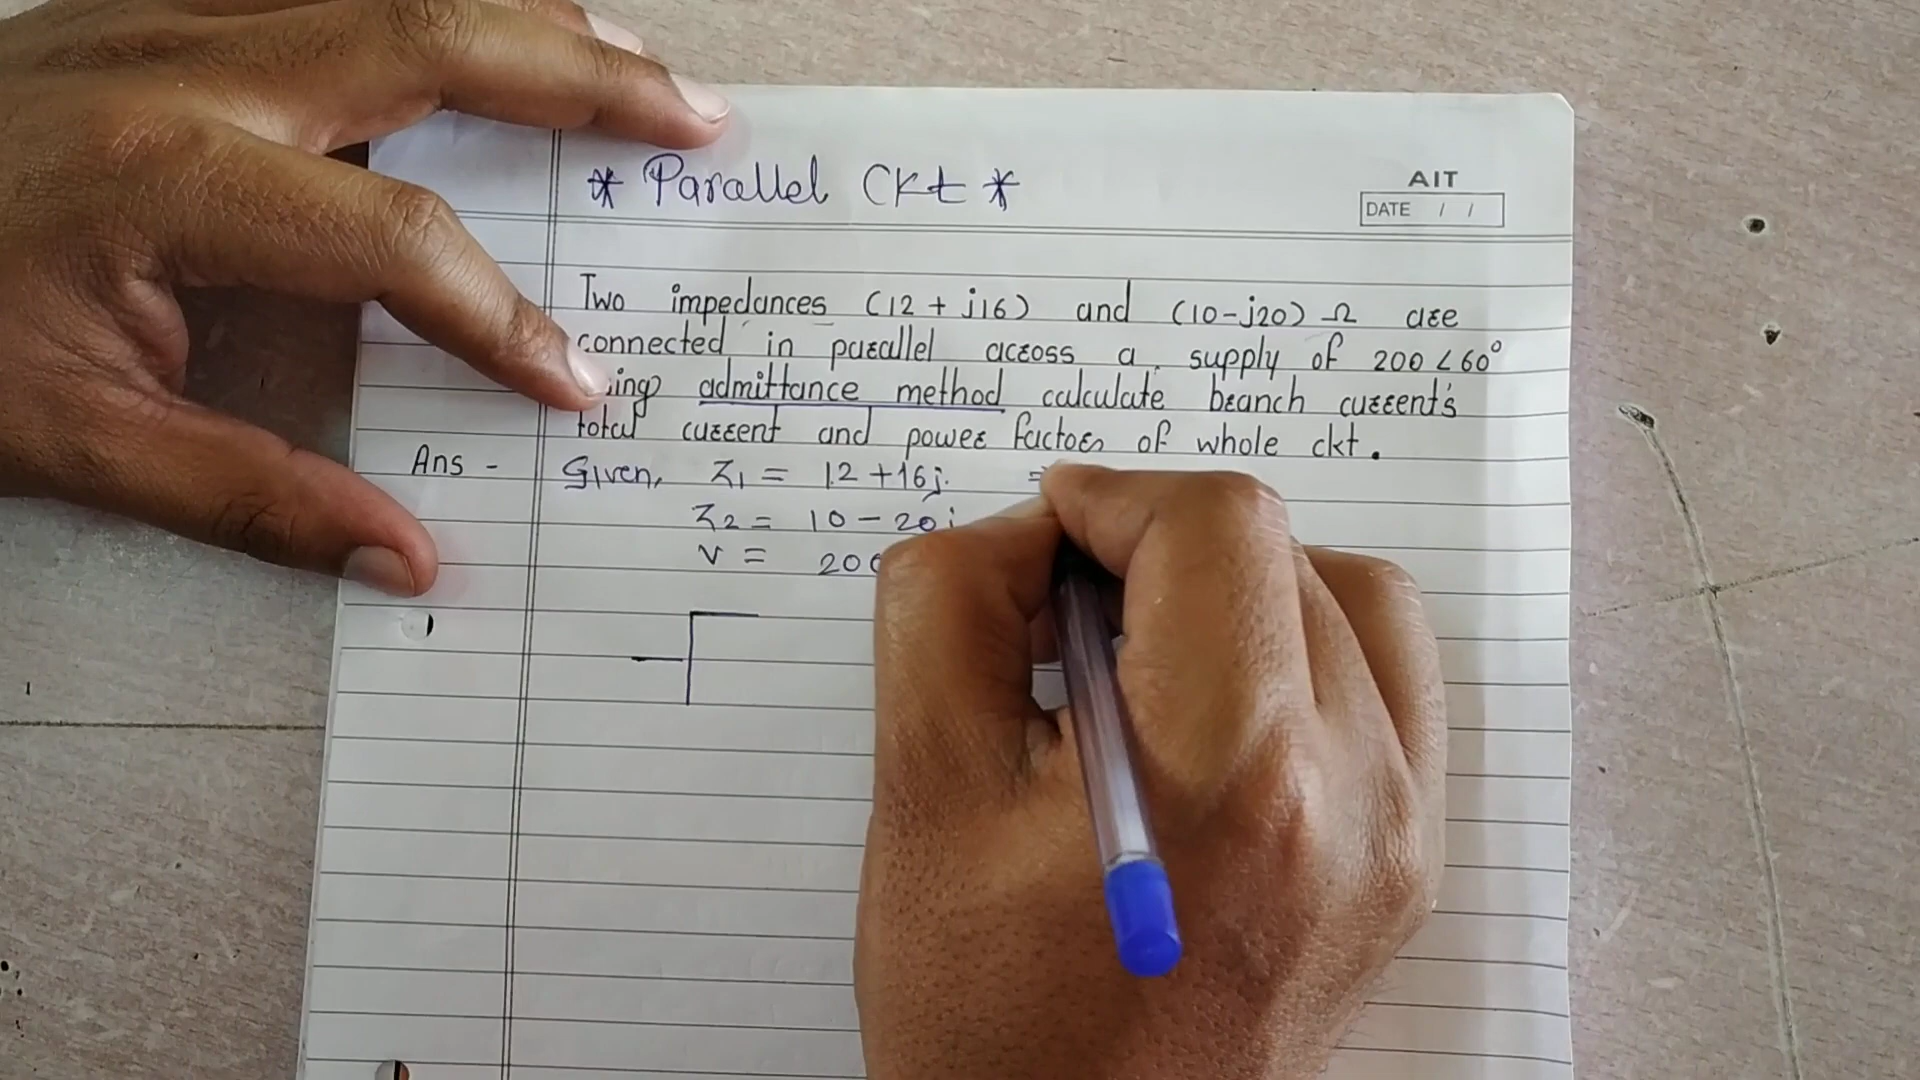 * Parallel Ckt *
AIT
DATE / /
Two impedances (12 + j16) and (10-j20) Ω are
connected in parallel across a supply of 200 ∠60°
admittance method calculate branch current's
total current and power factor of whole ckt.
Ans - Given, Z1 = 12 +16j. ⇒
Z2 = 10 - 20j
V = 200